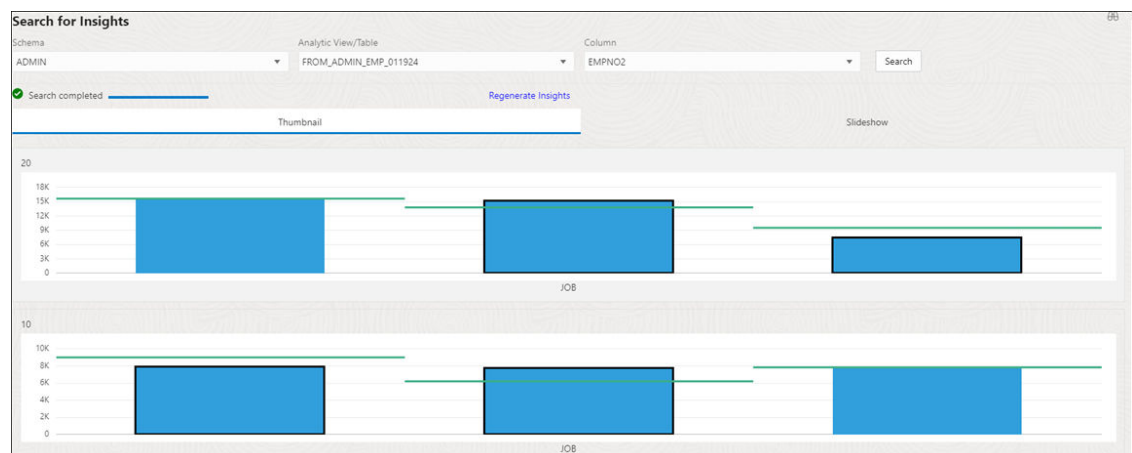 Search for Insights
Schema Analytic View/Table Column
ADMIN FROM_ADMIN_EMP_011924 EMPNO2 Search
Search completed Regenerate Insights
Thumbnail Slideshow
20
18K
15K
12K
9K
6K
3K
0
JOB
10
10K
8K
6K
4K
2K
0
JOB